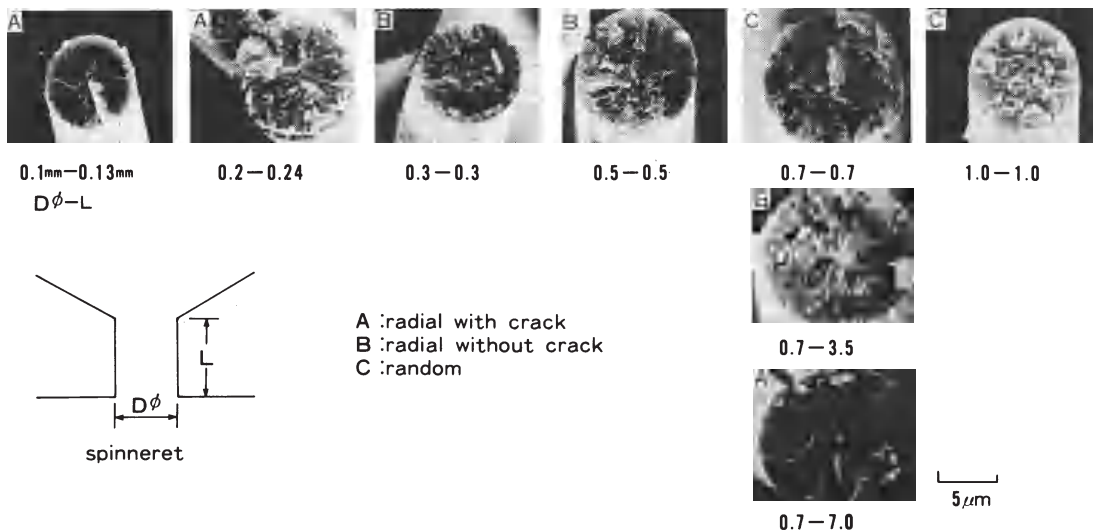 A
A
B
B
C
C
0.1mm—0.13mm
0.2—0.24
0.3—0.3
0.5—0.5
0.7—0.7
1.0—1.0
Dϕ—L
B
0.7—3.5
A :radial with crack
B :radial without crack
C :random
L
Dϕ
spinneret
A
0.7—7.0
5μm